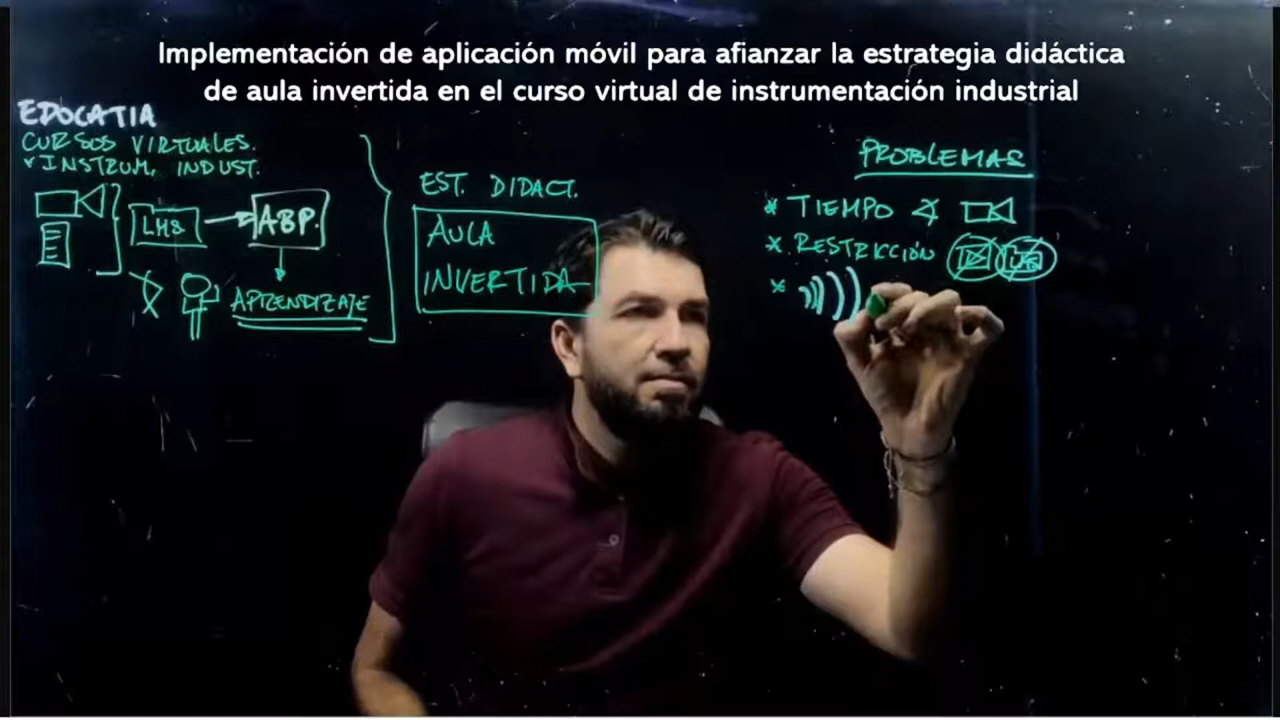 Implementación de aplicación móvil para afianzar la estrategia didáctica
de aula invertida en el curso virtual de instrumentación industrial
EDOCATIA
CURSOS VIRTUALES.
* INSTRUM. INDUST.
LMS
ABP.
APRENDIZAJE
EST. DIDACT.
AULA
INVERTIDA
PROBLEMAS
* TIEMPO
* RESTRICCIÓN
*